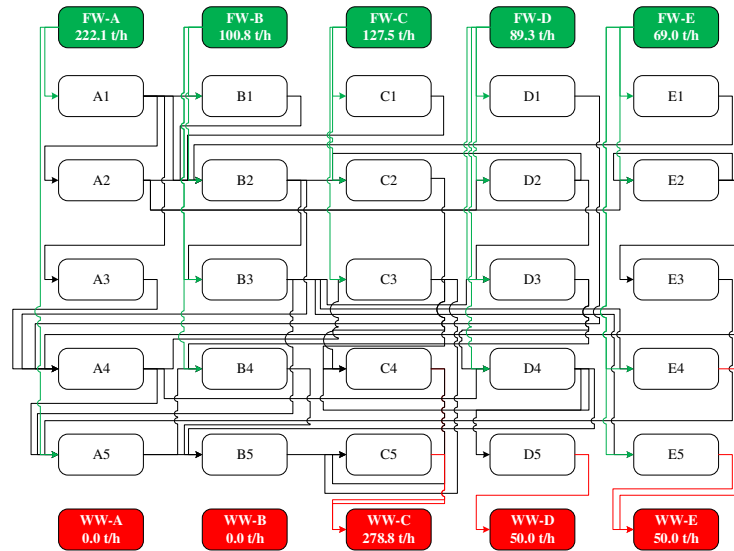 FW-A FW-B FW-C FW-D FW-E
222.1 t/h 100.8 t/h 127.5 t/h 89.3 t/h 69.0 t/h
A1 B1 C1 D1 E1
A2 B2 C2 D2 E2
A3 B3 C3 D3 E3
A4 B4 C4 D4 E4
A5 B5 C5 D5 E5
WW-A WW-B WW-C WW-D WW-E
0.0 t/h 0.0 t/h 278.8 t/h 50.0 t/h 50.0 t/h